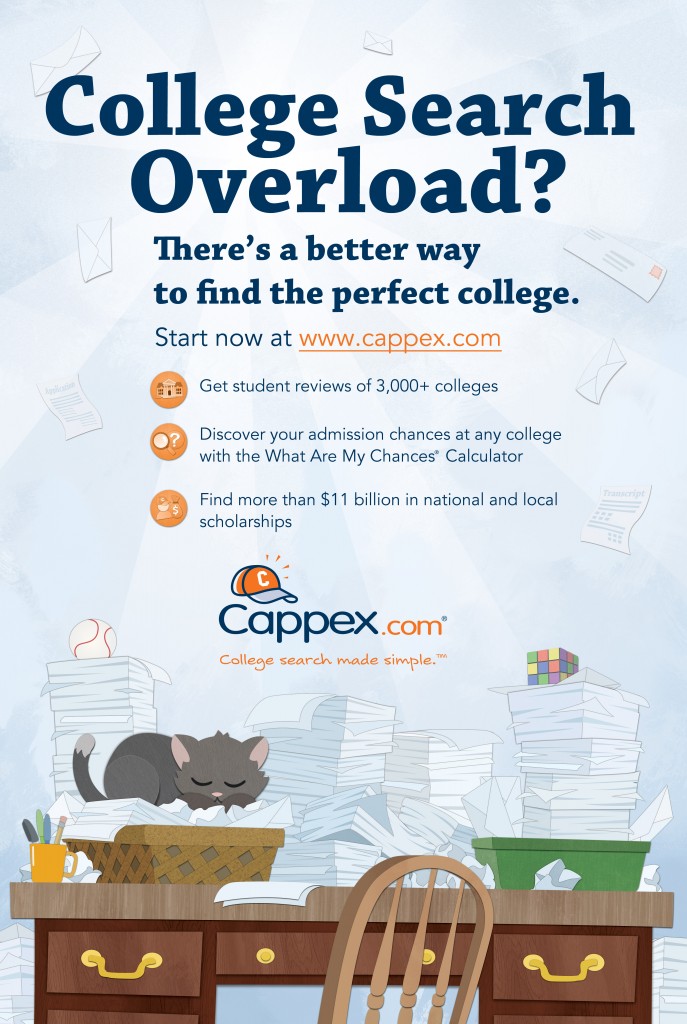 College Search
Overload?
There's a better way
to find the perfect college.
Start now at www.cappex.com
Get student reviews of 3,000+ colleges
Discover your admission chances at any college
with the What Are My Chances® Calculator
Find more than $11 billion in national and local
scholarships
Application
Transcript
C
Cappex.com®
College search made simple.™